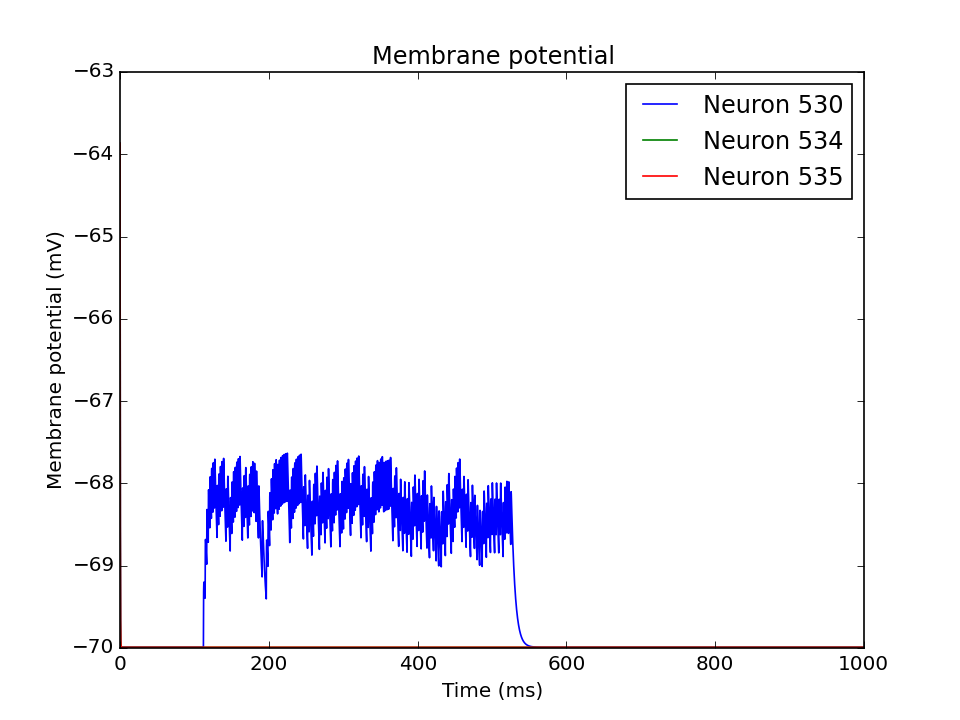 Membrane potential
−63
−64
−65
−66
−67
−68
−69
−70
Membrane potential (mV)
Neuron 530
Neuron 534
Neuron 535
0
200
400
600
800
1000
Time (ms)